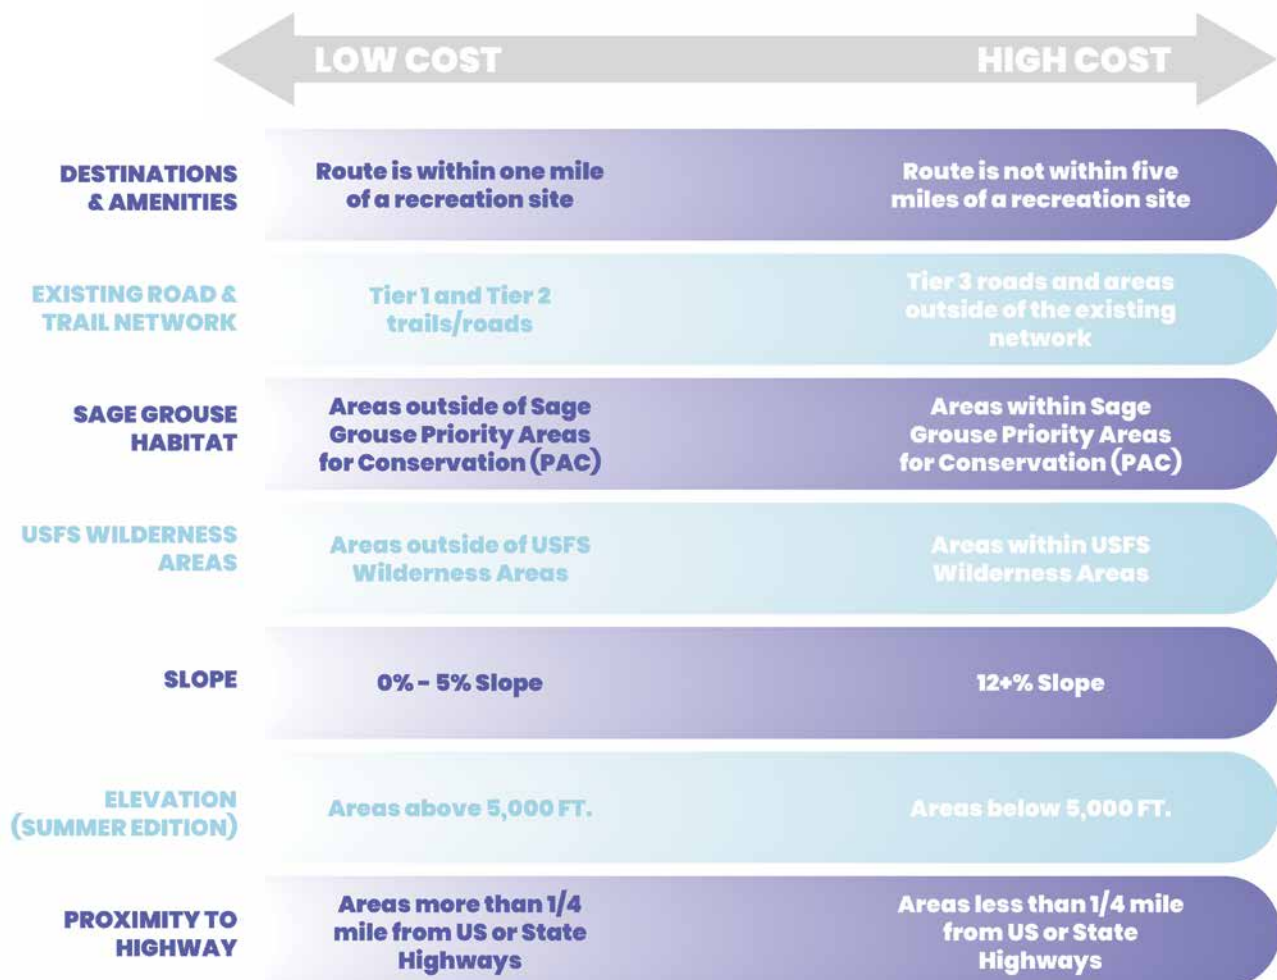 LOW COST
HIGH COST
DESTINATIONS
& AMENITIES
Route is within one mile
of a recreation site
Route is not within five
miles of a recreation site
EXISTING ROAD &
TRAIL NETWORK
Tier 1 and Tier 2
trails/roads
Tier 3 roads and areas
outside of the existing
network
SAGE GROUSE
HABITAT
Areas outside of Sage
Grouse Priority Areas
for Conservation (PAC)
Areas within Sage
Grouse Priority Areas
for Conservation (PAC)
USFS WILDERNESS
AREAS
Areas outside of USFS
Wilderness Areas
Areas within USFS
Wilderness Areas
SLOPE
0% - 5% Slope
12+% Slope
ELEVATION
(SUMMER EDITION)
Areas above 5,000 FT.
Areas below 5,000 FT.
PROXIMITY TO
HIGHWAY
Areas more than 1/4
mile from US or State
Highways
Areas less than 1/4 mile
from US or State
Highways